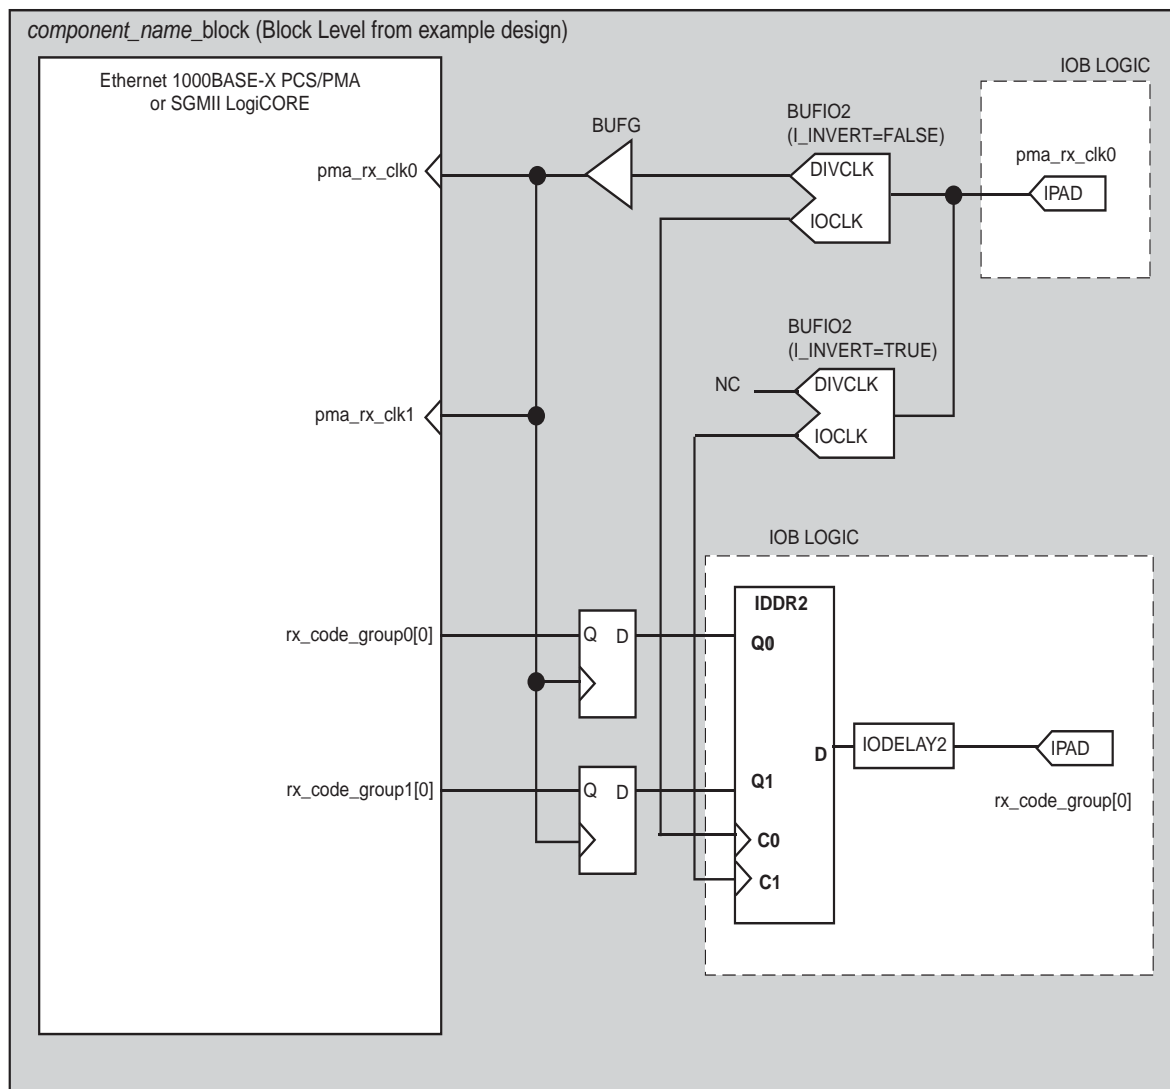 component_name_block (Block Level from example design)
Ethernet 1000BASE-X PCS/PMA
or SGMII LogiCORE
IOB LOGIC
BUFG
BUFIO2
(I_INVERT=FALSE)
pma_rx_clk0
DIVCLK
IOCLK
pma_rx_clk0
IPAD
BUFIO2
(I_INVERT=TRUE)
NC
DIVCLK
IOCLK
pma_rx_clk1
IOB LOGIC
IDDR2
rx_code_group0[0]
Q D
Q0
D
IODELAY2
IPAD
rx_code_group[0]
rx_code_group1[0]
Q D
Q1
C0
C1